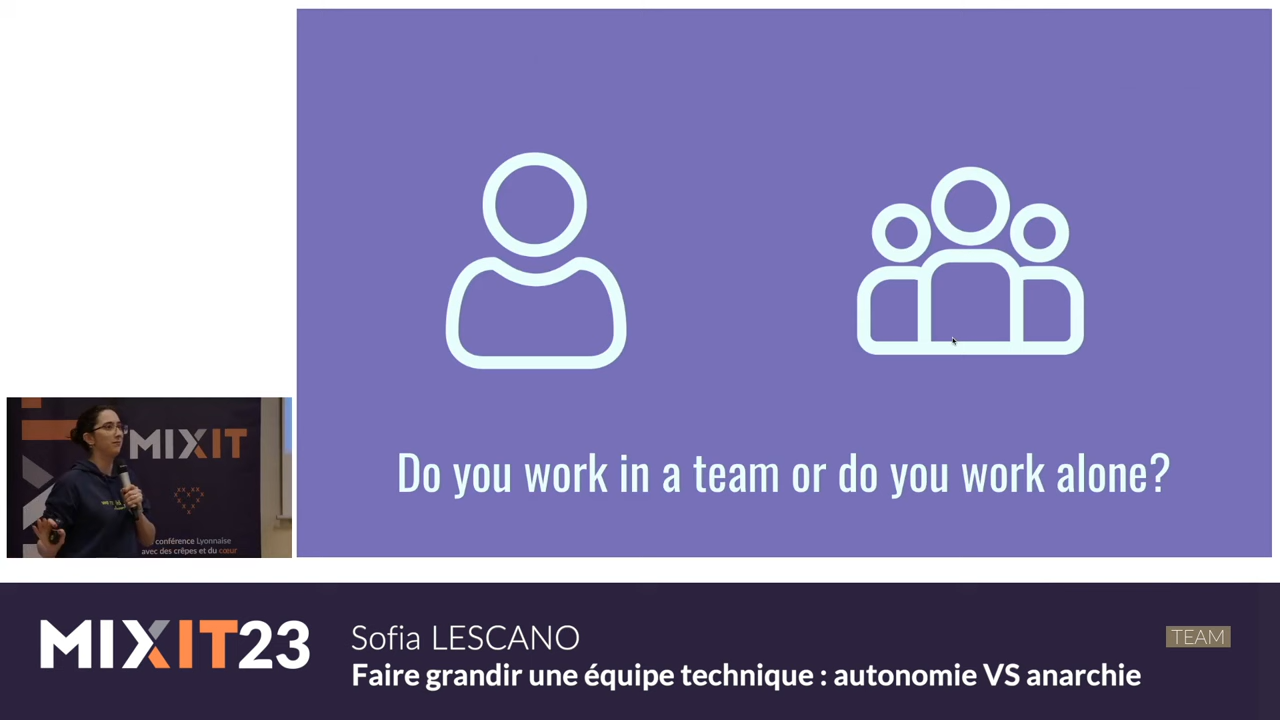 Do you work in a team or do you work alone?
MIXIT
conférence Lyonnaise
avec des crêpes et du cœur
MIXIT23
Sofia LESCANO
TEAM
Faire grandir une équipe technique : autonomie VS anarchie